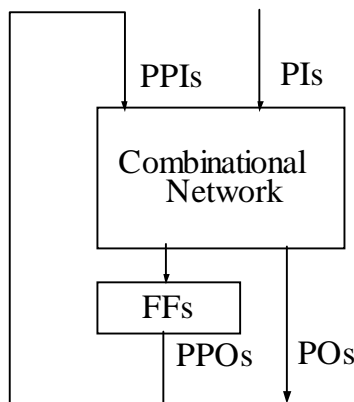 PPIs
PIs
Combinational
Network
FFs
PPOs
POs